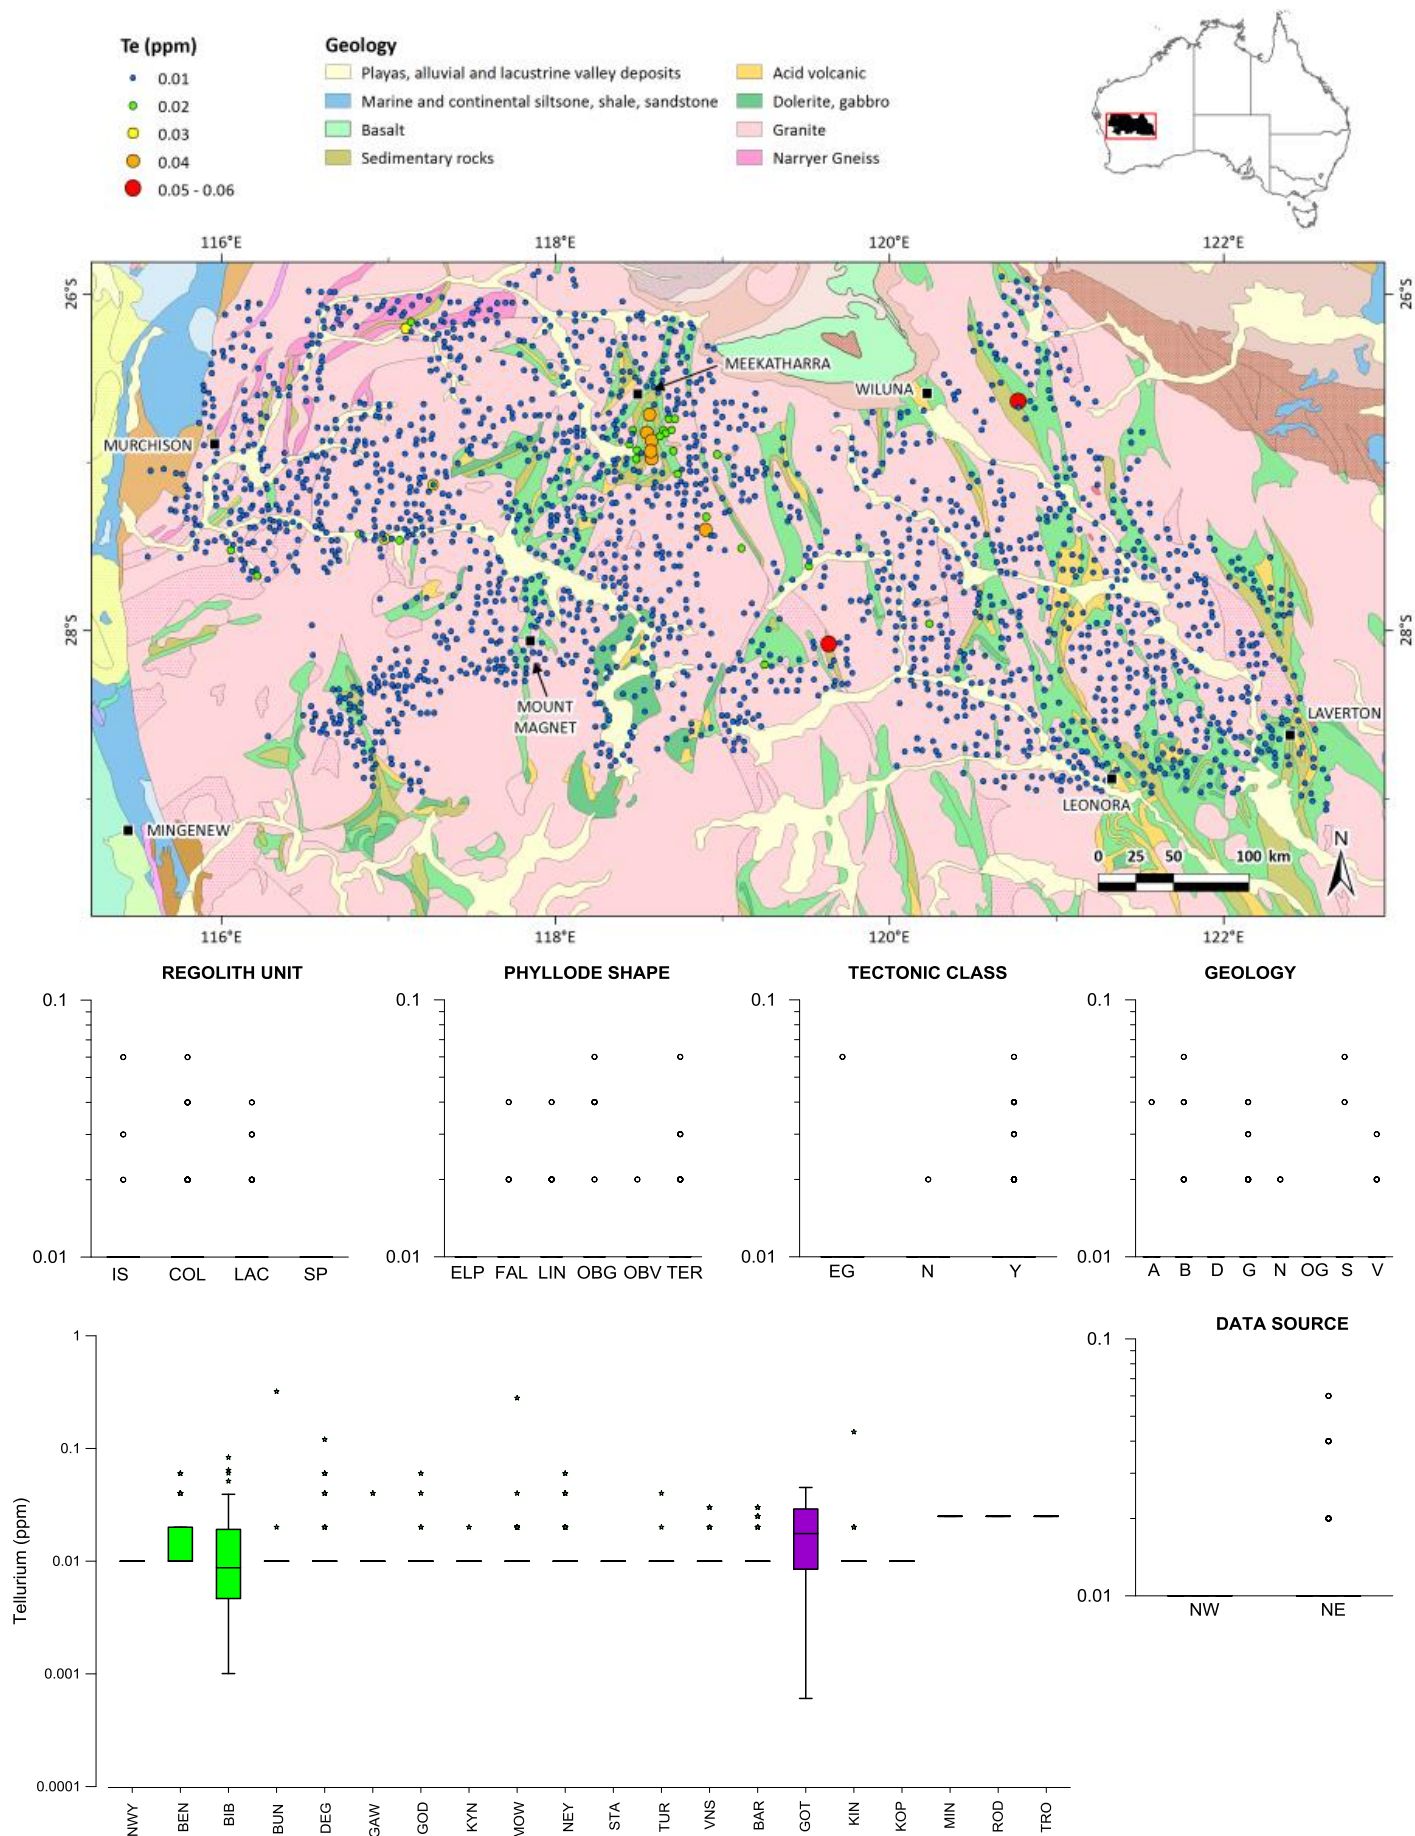 Te (ppm)
0.01
0.02
0.03
0.04
0.05 - 0.06
Geology
Playas, alluvial and lacustrine valley deposits
Marine and continental siltsone, shale, sandstone
Basalt
Sedimentary rocks
Acid volcanic
Dolerite, gabbro
Granite
Narryer Gneiss
116°E 118°E 120°E 122°E
26°S 26°S
MEEKATHARRA
WILUNA
MURCHISON
28°S 28°S
MOUNT
MAGNET
LAVERTON
LEONORA
MINGENEW
N
0 25 50 100 km
116°E 118°E 120°E 122°E
REGOLITH UNIT
0.1
0.01
IS COL LAC SP
PHYLLODE SHAPE
0.1
0.01
ELP FAL LIN OBG OBV TER
TECTONIC CLASS
0.1
0.01
EG N Y
GEOLOGY
0.1
0.01
A B D G N OG S V
Tellurium (ppm)
1
0.1
0.01
0.001
0.0001
NWY BEN BIB BUN DEG GAW GOD KYN MOW NEY STA TUR VNS BAR GOT KIN KOP MIN ROD TRO
DATA SOURCE
0.1
0.01
NW NE